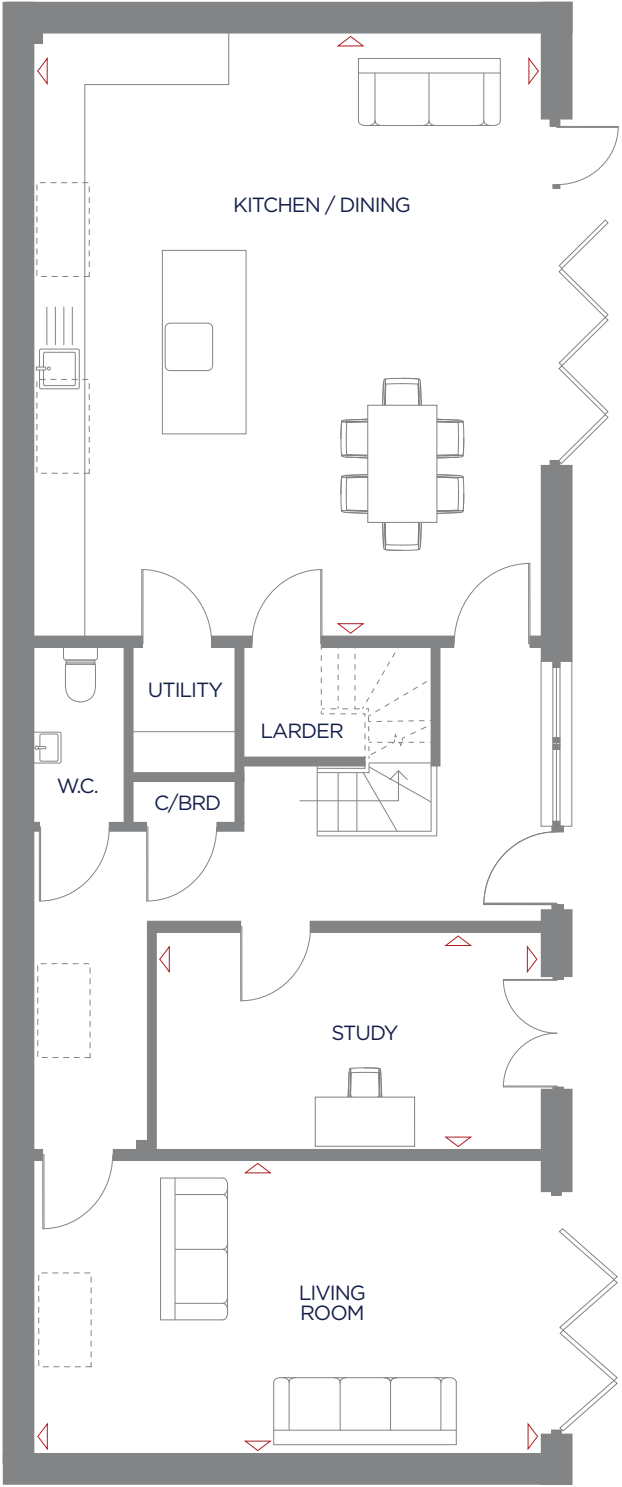 KITCHEN / DINING
UTILITY
LARDER
W.C.
C/BRD
STUDY
LIVING
ROOM